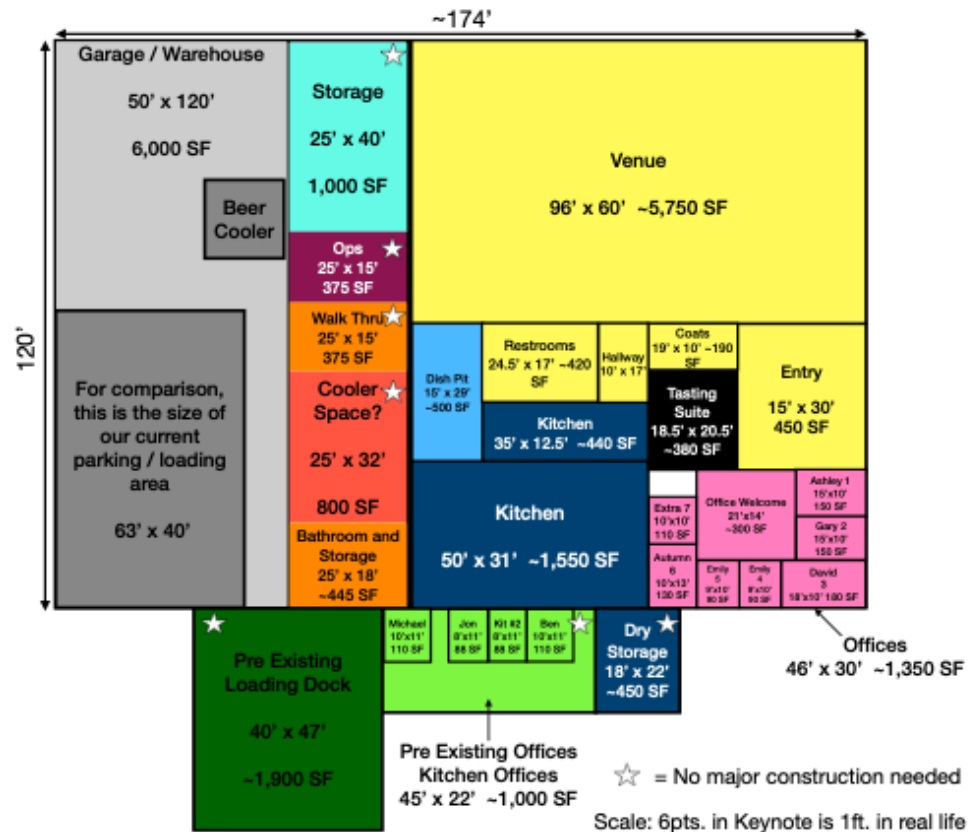 ~174'
120'
Garage / Warehouse
50' x 120'
6,000 SF
Beer
Cooler
For comparison,
this is the size of
our current
parking / loading
area
63' x 40'
Storage
25' x 40'
1,000 SF
Ops
25' x 15'
375 SF
Walk Thru
25' x 15'
375 SF
Cooler
Space?
25' x 32'
800 SF
Bathroom and
Storage
25' x 18'
~445 SF
Venue
96' x 60' ~5,750 SF
Dish Pit
15' x 29'
~500 SF
Restrooms
24.5' x 17' ~420
SF
Hallway
10' x 17'
Kitchen
35' x 12.5' ~440 SF
Coats
19' x 10' ~190
SF
Tasting
Suite
18.5' x 20.5'
~380 SF
Entry
15' x 30'
450 SF
Kitchen
50' x 31' ~1,550 SF
Extra 7
10'x10'
110 SF
Office Welcome
21'x14'
~300 SF
Ashley 1
15'x10'
150 SF
Gary 2
15'x10'
150 SF
Autumn
6
10'x13'
130 SF
Emily
5
9'x10'
90 SF
Emily
4
9'x10'
90 SF
David
3
18'x10' 180 SF
Offices
46' x 30' ~1,350 SF
Pre Existing
Loading Dock
40' x 47'
~1,900 SF
Michael
10'x11'
110 SF
Jon
8'x11'
88 SF
Kit #2
8'x11'
88 SF
Ben
10'x11'
110 SF
Dry
Storage
18' x 22'
~450 SF
Pre Existing Offices
Kitchen Offices
45' x 22' ~1,000 SF
= No major construction needed
Scale: 6pts. in Keynote is 1ft. in real life